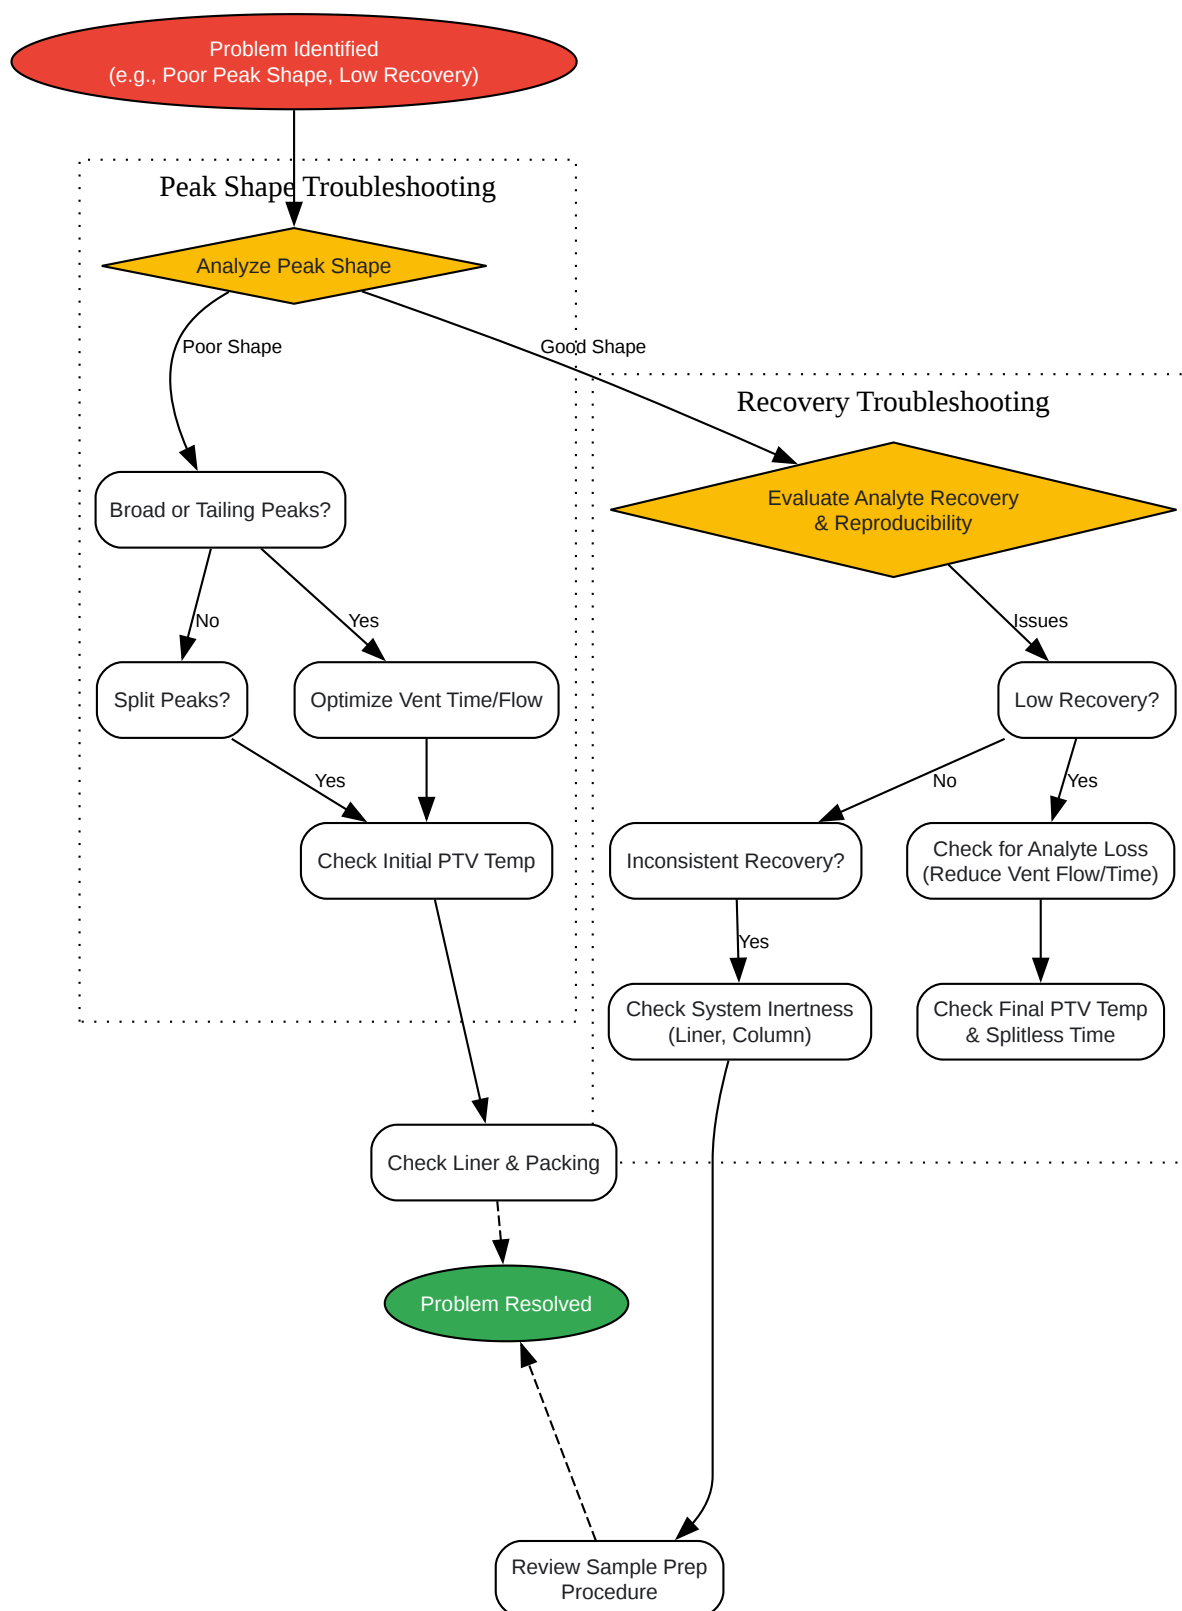 Problem Identified
(e.g., Poor Peak Shape, Low Recovery)
Peak Shape Troubleshooting
Analyze Peak Shape
Poor Shape
Good Shape
Recovery Troubleshooting
Broad or Tailing Peaks?
Evaluate Analyte Recovery
& Reproducibility
No
Yes
Issues
Split Peaks?
Optimize Vent Time/Flow
Low Recovery?
Yes
No
Yes
Check Initial PTV Temp
Inconsistent Recovery?
Check for Analyte Loss
(Reduce Vent Flow/Time)
Yes
Check System Inertness
(Liner, Column)
Check Final PTV Temp
& Splitless Time
Check Liner & Packing
Problem Resolved
Review Sample Prep
Procedure